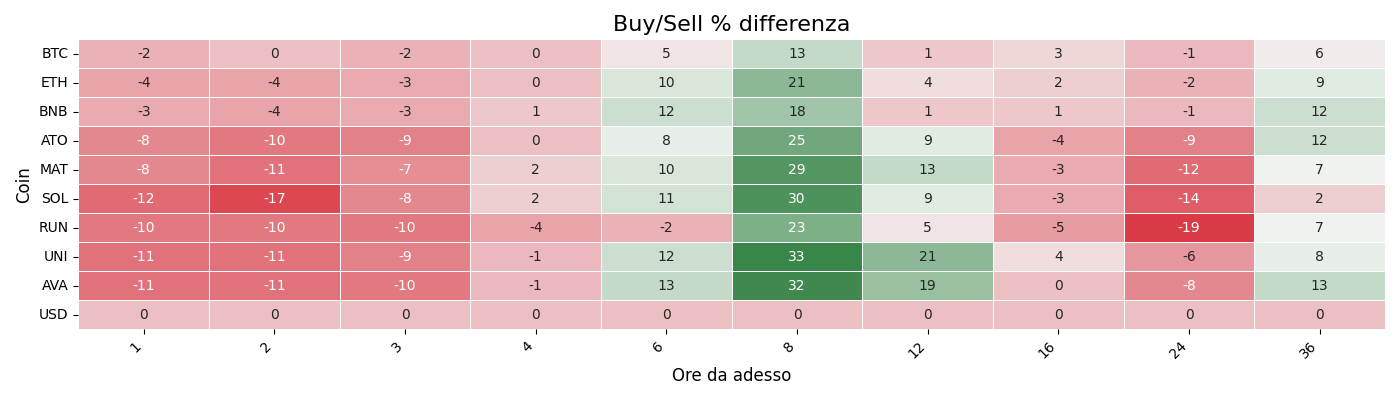 Buy/Sell % differenza
BTC -2 0 -2 0 5 13 1 3 -1 6
ETH -4 -4 -3 0 10 21 4 2 -2 9
BNB -3 -4 -3 1 12 18 1 1 -1 12
ATO -8 -10 -9 0 8 25 9 -4 -9 12
MAT -8 -11 -7 2 10 29 13 -3 -12 7
SOL -12 -17 -8 2 11 30 9 -3 -14 2
RUN -10 -10 -10 -4 -2 23 5 -5 -19 7
UNI -11 -11 -9 -1 12 33 21 4 -6 8
AVA -11 -11 -10 -1 13 32 19 0 -8 13
USD 0 0 0 0 0 0 0 0 0 0
Coin
1 2 3 4 6 8 12 16 24 36
Ore da adesso